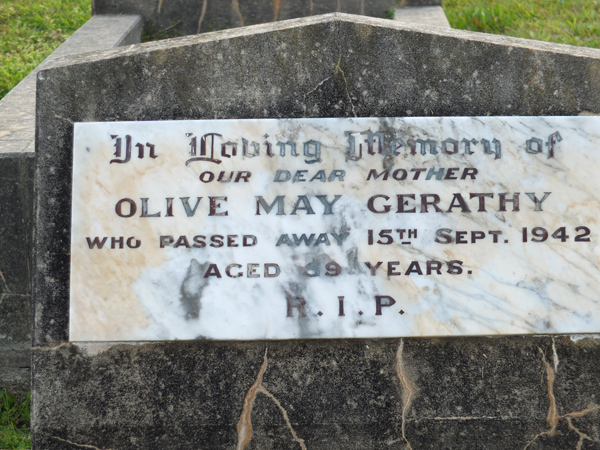 In Loving Memory of
OUR DEAR MOTHER
OLIVE MAY GERATHY
WHO PASSED AWAY 15TH SEPT. 1942
AGED YEARS.
R.I.P.